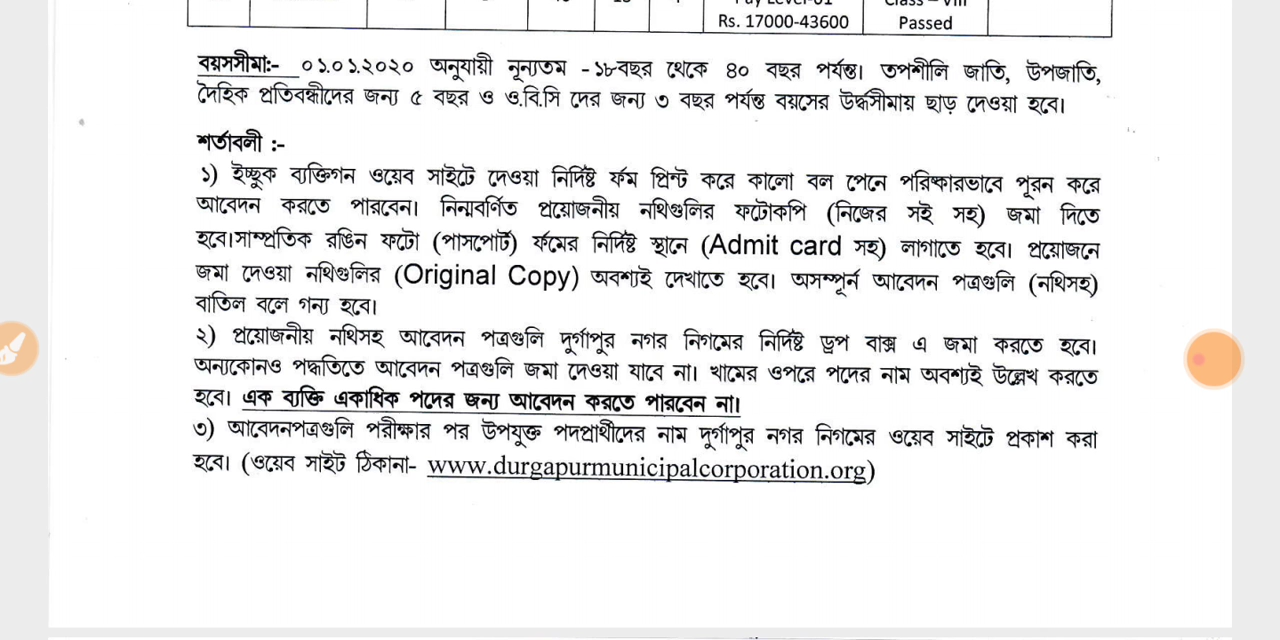 Rs. 17000-43600
Passed
বয়সসীমা:- ০১.০১.২০২০ অনুযায়ী নূন্যতম -১৮বছর থেকে ৪০ বছর পর্যন্ত। তপশীলি জাতি, উপজাতি,
দৈহিক প্রতিবন্ধীদের জন্য ৫ বছর ও ও.বি.সি দের জন্য ৩ বছর পর্যন্ত বয়সের উর্দ্ধসীমায় ছাড় দেওয়া হবে।
শর্তাবলী :-
১) ইচ্ছুক ব্যক্তিগন ওয়েব সাইটে দেওয়া নির্দিষ্ট র্ফম প্রিন্ট করে কালো বল পেনে পরিষ্কারভাবে পূরন করে
আবেদন করতে পারবেন। নিন্মবর্ণিত প্রয়োজনীয় নথিগুলির ফটোকপি (নিজের সই সহ) জমা দিতে
হবে।সাম্প্রতিক রঙিন ফটো (পাসপোর্ট) র্ফমের নির্দিষ্ট স্থানে (Admit card সহ) লাগাতে হবে। প্রয়োজনে
জমা দেওয়া নথিগুলির (Original Copy) অবশ্যই দেখাতে হবে। অসম্পূর্ন আবেদন পত্রগুলি (নথিসহ)
বাতিল বলে গন্য হবে।
২) প্রয়োজনীয় নথিসহ আবেদন পত্রগুলি দুর্গাপুর নগর নিগমের নির্দিষ্ট ড্রপ বাক্স এ জমা করতে হবে।
অন্যকোনও পদ্ধতিতে আবেদন পত্রগুলি জমা দেওয়া যাবে না। খামের ওপরে পদের নাম অবশ্যই উল্লেখ করতে
হবে। এক ব্যক্তি একাধিক পদের জন্য আবেদন করতে পারবেন না।
৩) আবেদনপত্রগুলি পরীক্ষার পর উপযুক্ত পদপ্রার্থীদের নাম দুর্গাপুর নগর নিগমের ওয়েব সাইটে প্রকাশ করা
হবে। (ওয়েব সাইট ঠিকানা- www.durgapurmunicipalcorporation.org)